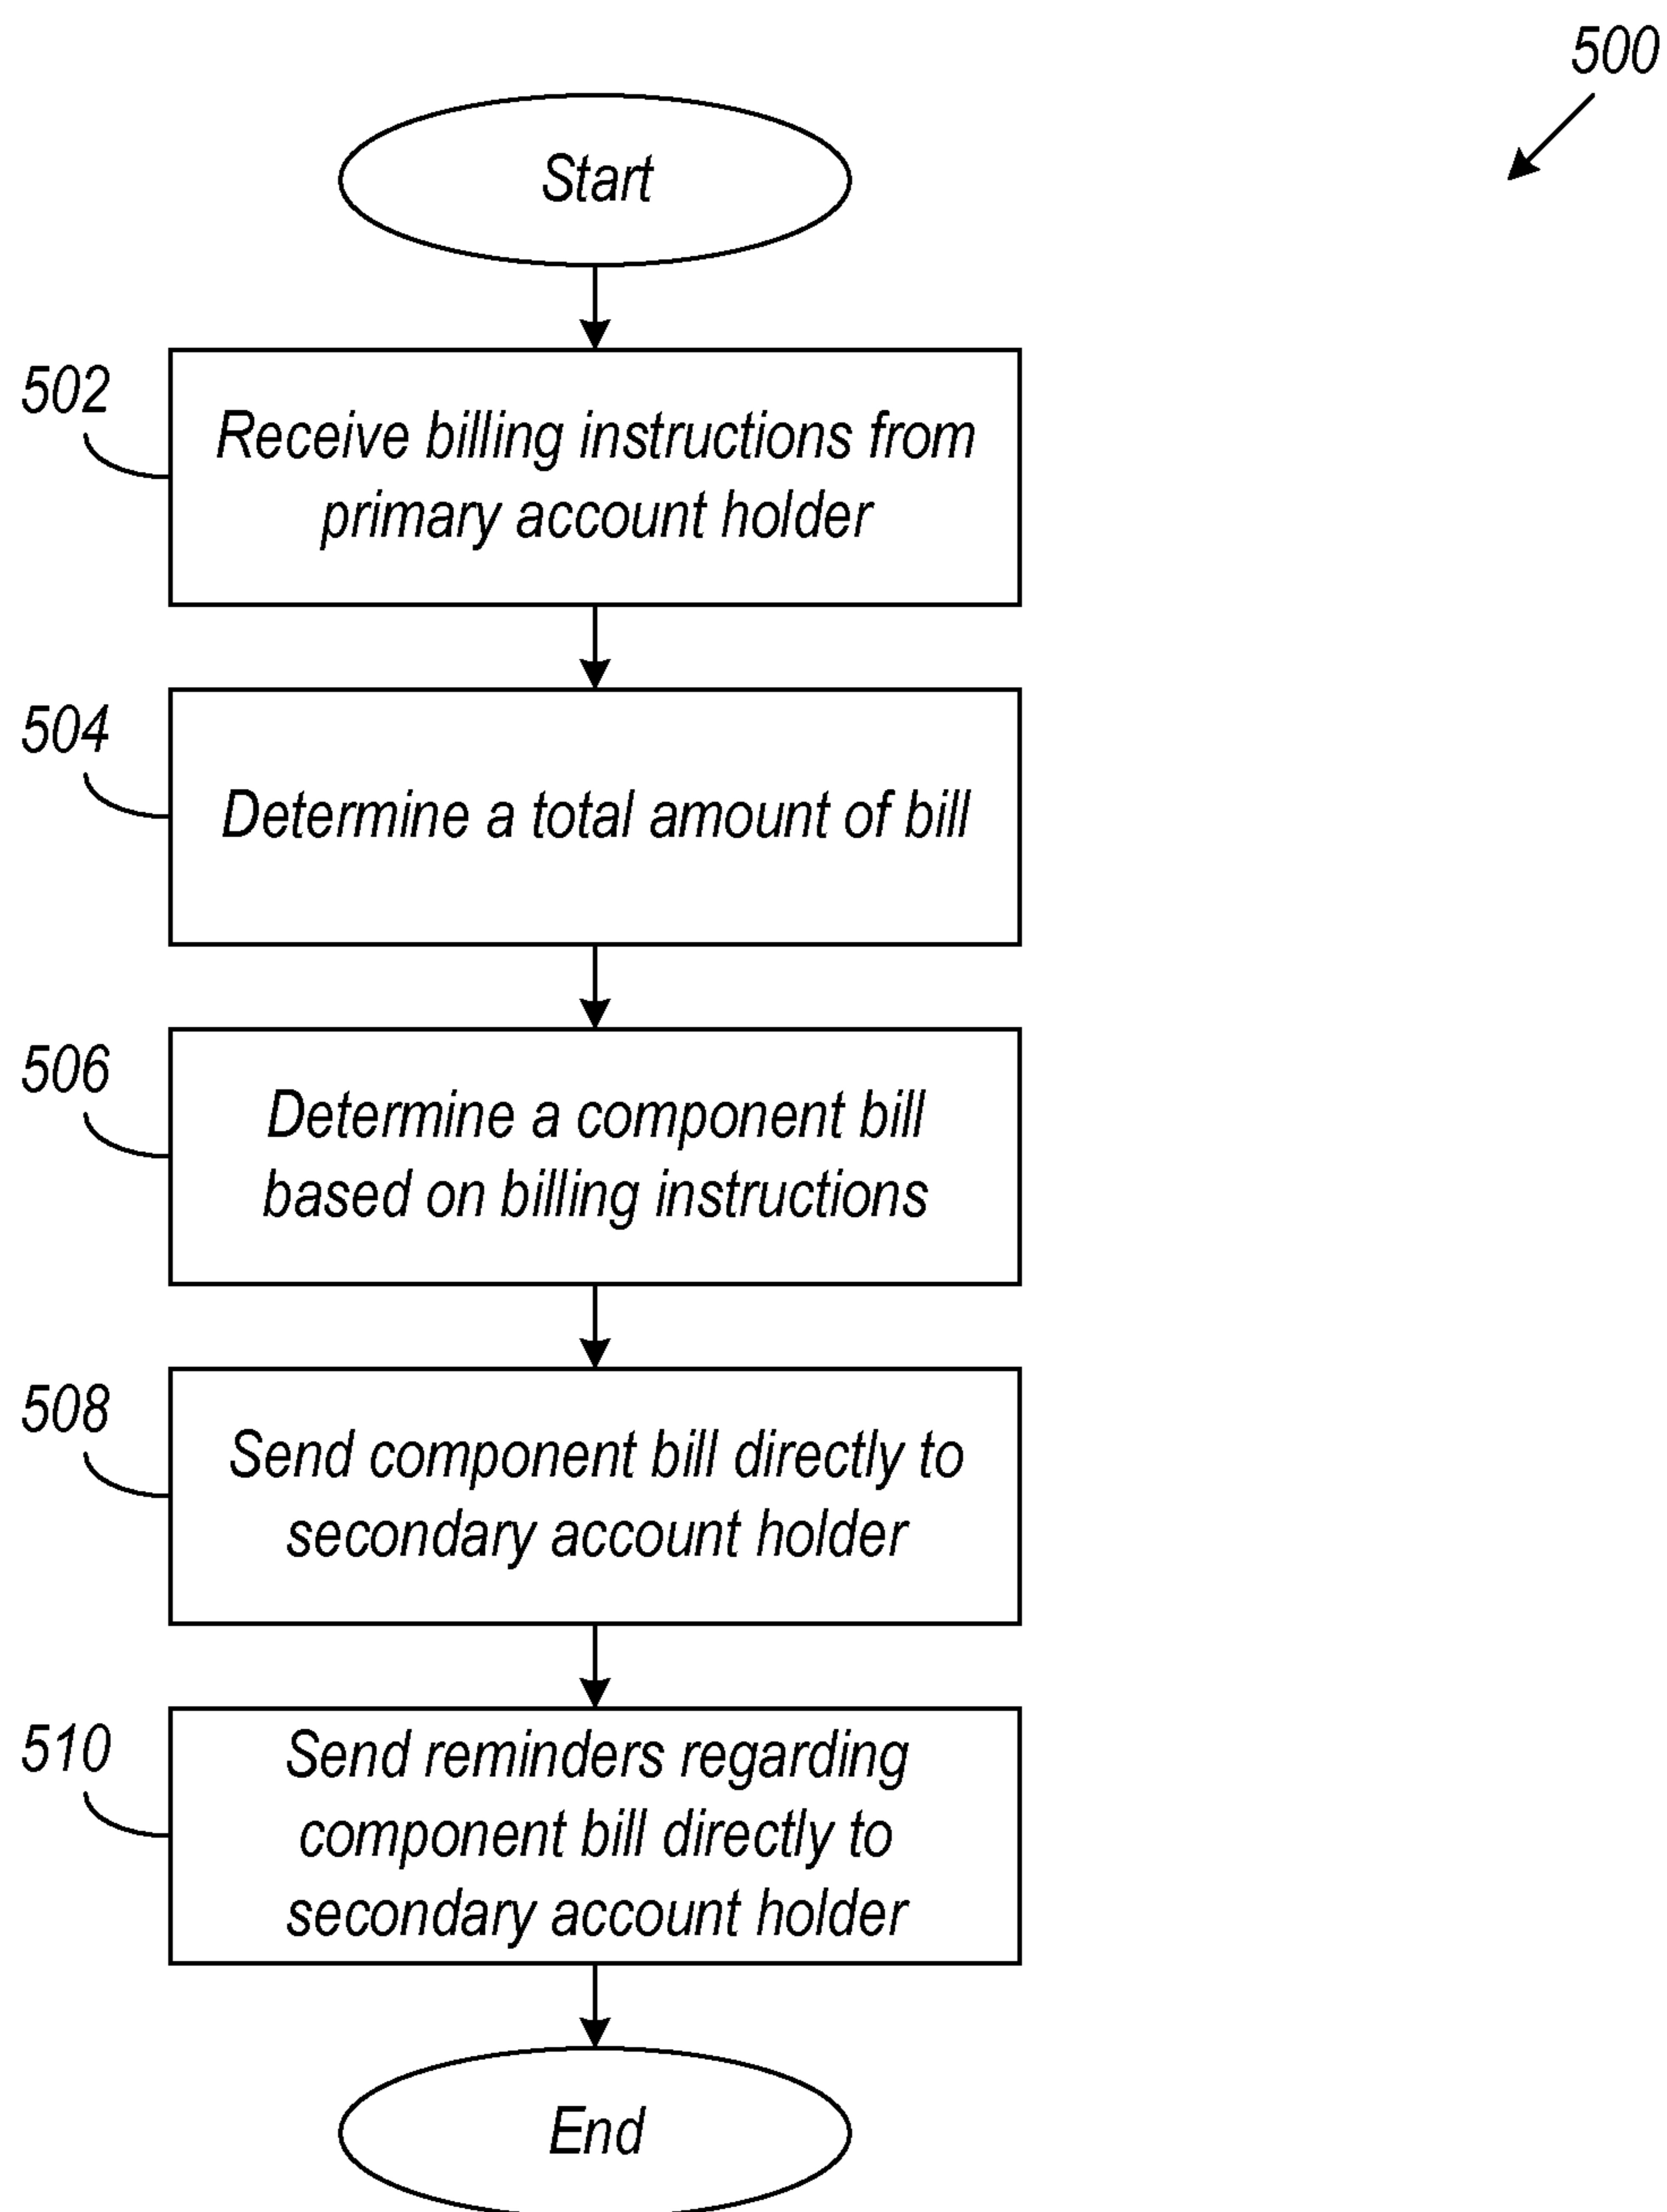 500
Start
502
Receive billing instructions from
primary account holder
504
Determine a total amount of bill
506
Determine a component bill
based on billing instructions
508
Send component bill directly to
secondary account holder
510
Send reminders regarding
component bill directly to
secondary account holder
End